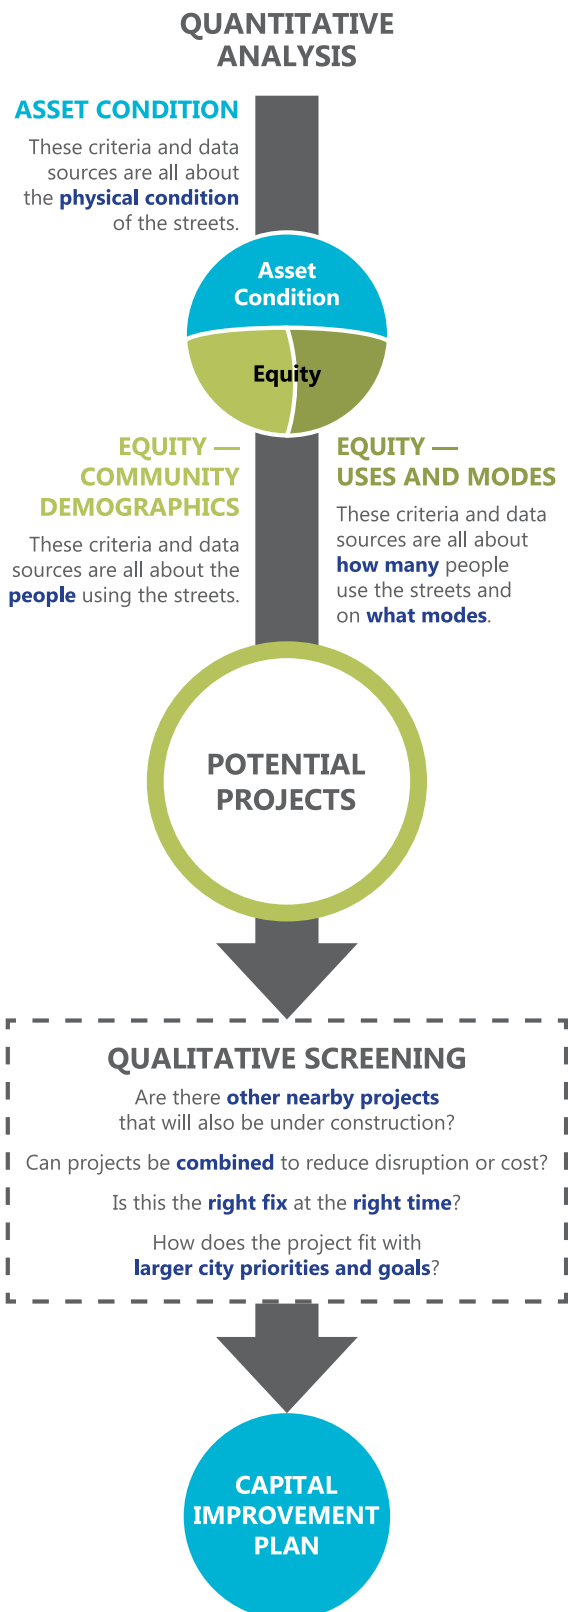 QUANTITATIVE
ANALYSIS
ASSET CONDITION
These criteria and data
sources are all about
the physical condition
of the streets.
Asset
Condition
Equity
EQUITY —
COMMUNITY
DEMOGRAPHICS
These criteria and data
sources are all about the
people using the streets.
EQUITY —
USES AND MODES
These criteria and data
sources are all about
how many people
use the streets and
on what modes.
POTENTIAL
PROJECTS
QUALITATIVE SCREENING
Are there other nearby projects
that will also be under construction?
Can projects be combined to reduce disruption or cost?
Is this the right fix at the right time?
How does the project fit with
larger city priorities and goals?
CAPITAL
IMPROVEMENT
PLAN